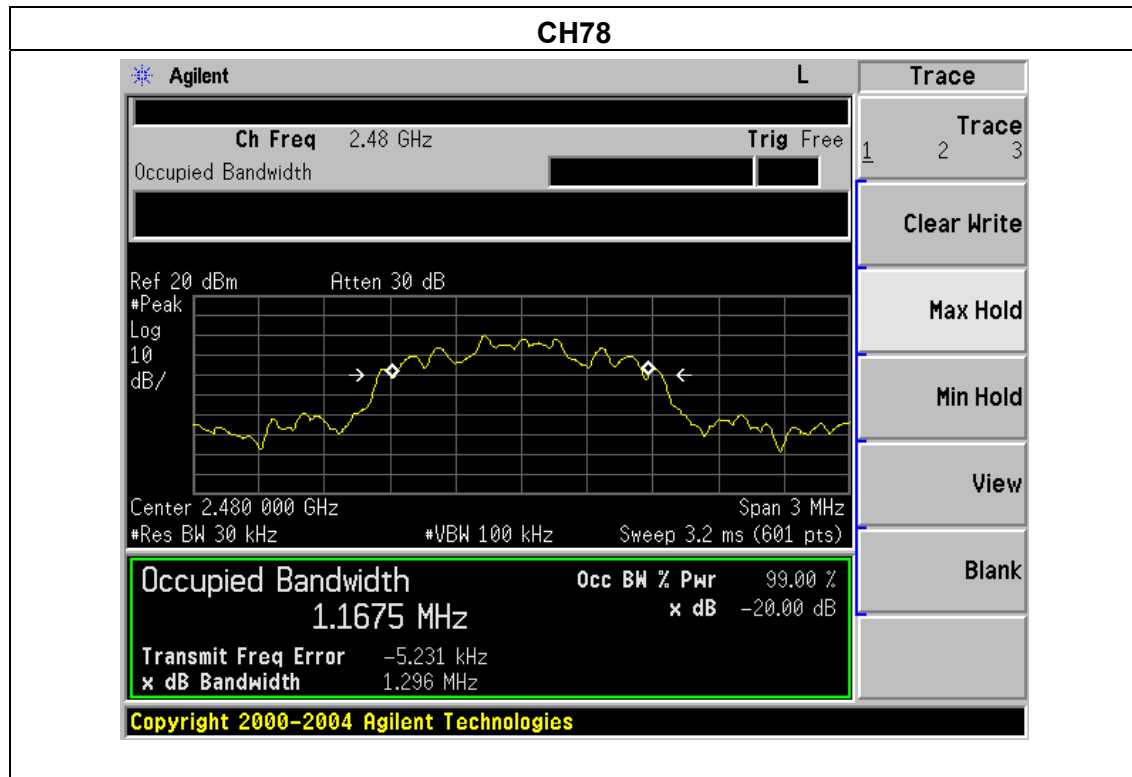 CH78
Agilent L Trace
Ch Freq 2.48 GHz Trig Free
Occupied Bandwidth
Trace
1 2 3
Clear Write
Max Hold
Min Hold
View
Blank
Ref 20 dBm Atten 30 dB
#Peak
Log
10
dB/
Center 2.480 000 GHz Span 3 MHz
#Res BW 30 kHz #VBW 100 kHz Sweep 3.2 ms (601 pts)
Occupied Bandwidth Occ BW % Pwr 99.00 %
1.1675 MHz x dB -20.00 dB
Transmit Freq Error -5.231 kHz
x dB Bandwidth 1.296 MHz
Copyright 2000-2004 Agilent Technologies